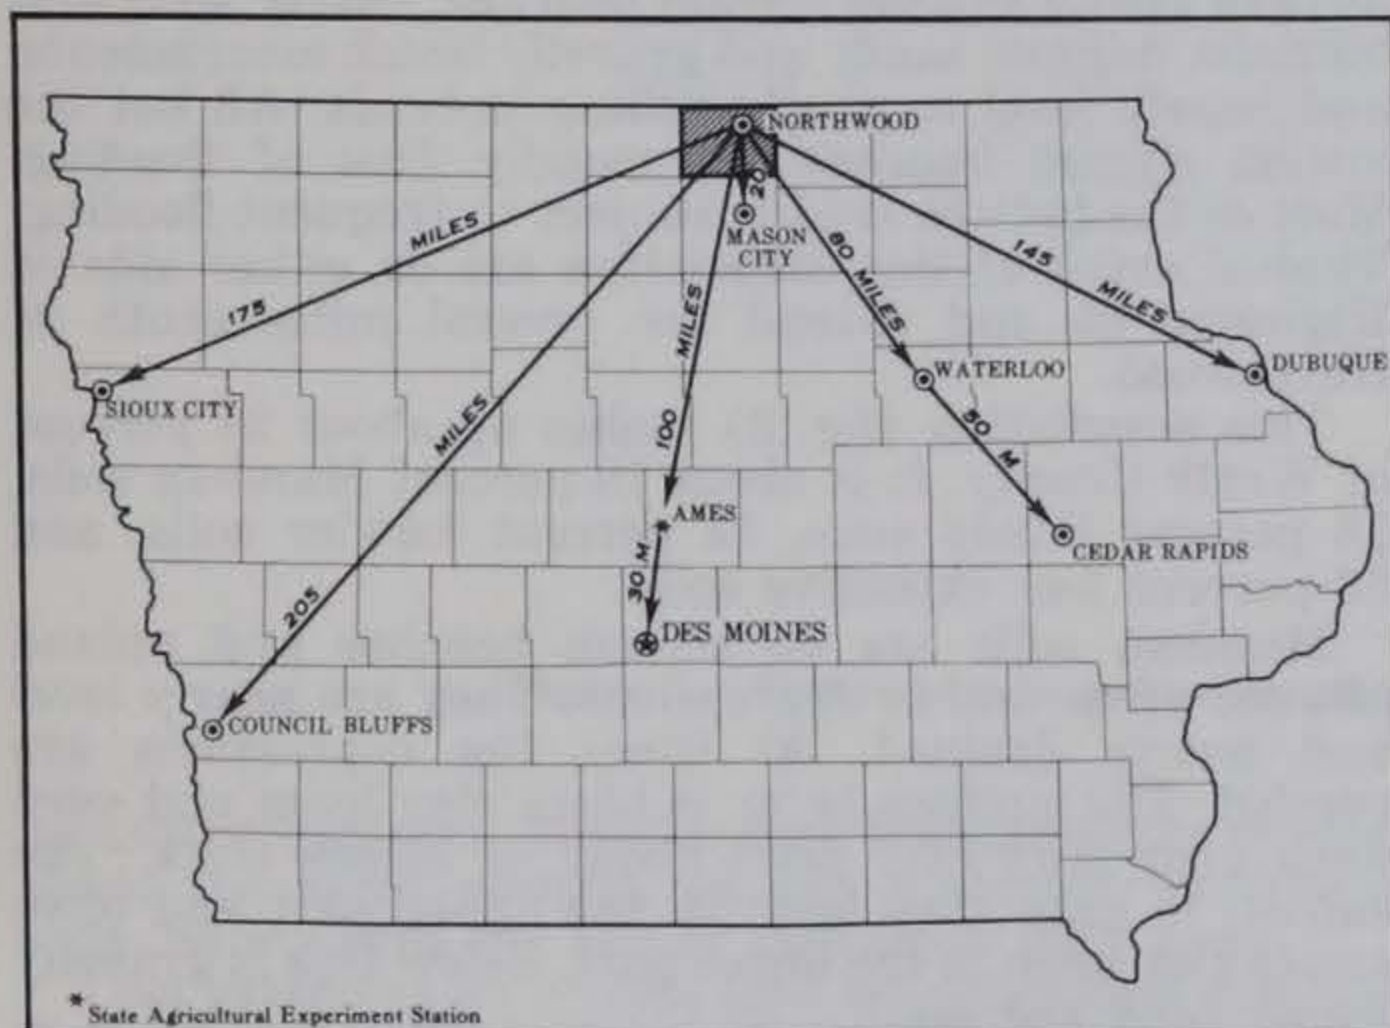 NORTHWOOD
20
MASON
CITY
MILES
175
SIOUX CITY
MILES
205
COUNCIL BLUFFS
MILES
100
AMES
30 M
DES MOINES
80 MILES
WATERLOO
50 M
CEDAR RAPIDS
145 MILES
DUBUQUE
* State Agricultural Experiment Station